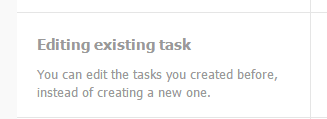 Editing existing task
You can edit the tasks you created before,
instead of creating a new one.